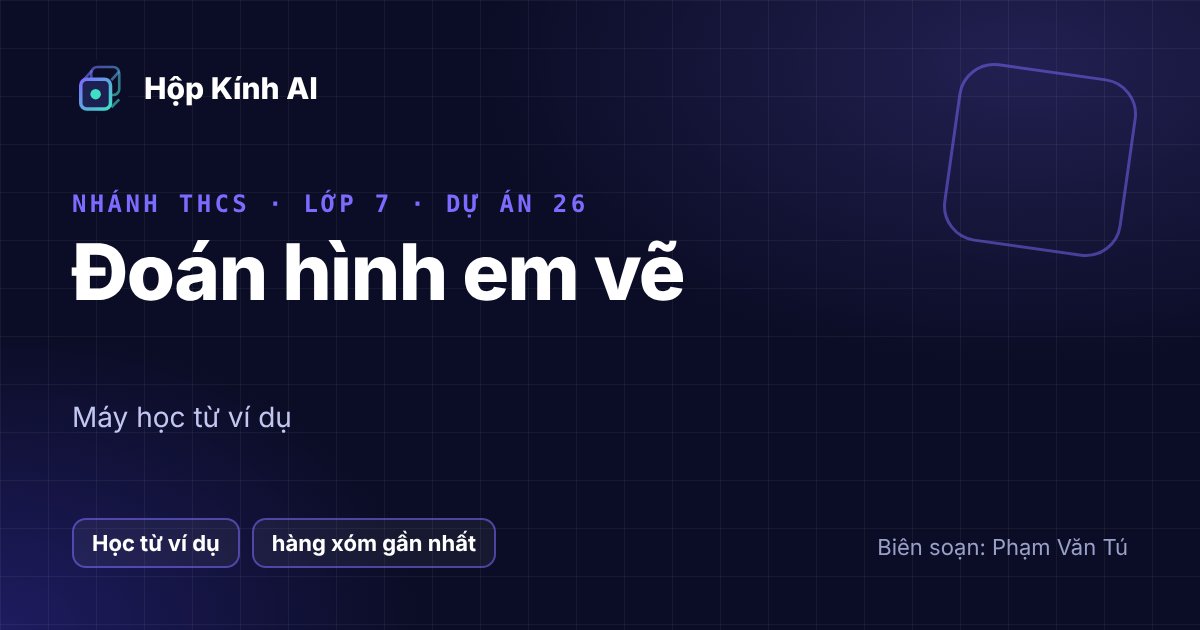 Hộp Kính AI
NHÁNH THCS · LỚP 7 · DỰ ÁN 26
Đoán hình em vẽ
Máy học từ ví dụ
Học từ ví dụ
hàng xóm gần nhất
Biên soạn: Phạm Văn Tú